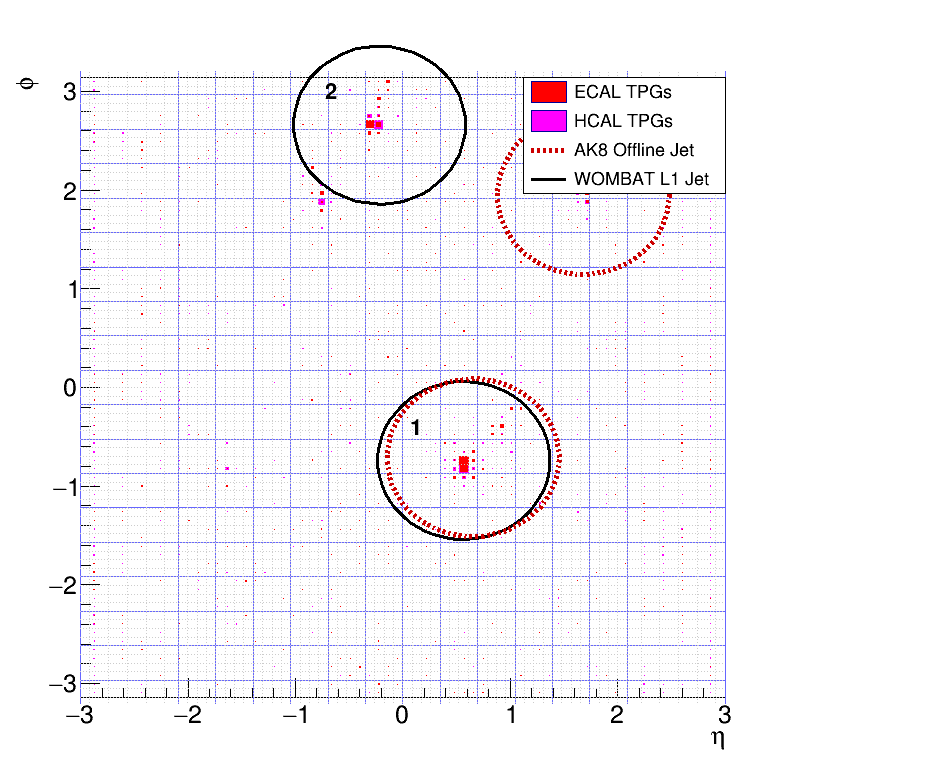 φ
3
2
1
0
−1
−2
−3
2
1
ECAL TPGs
HCAL TPGs
AK8 Offline Jet
WOMBAT L1 Jet
−3 −2 −1 0 1 2 3
η